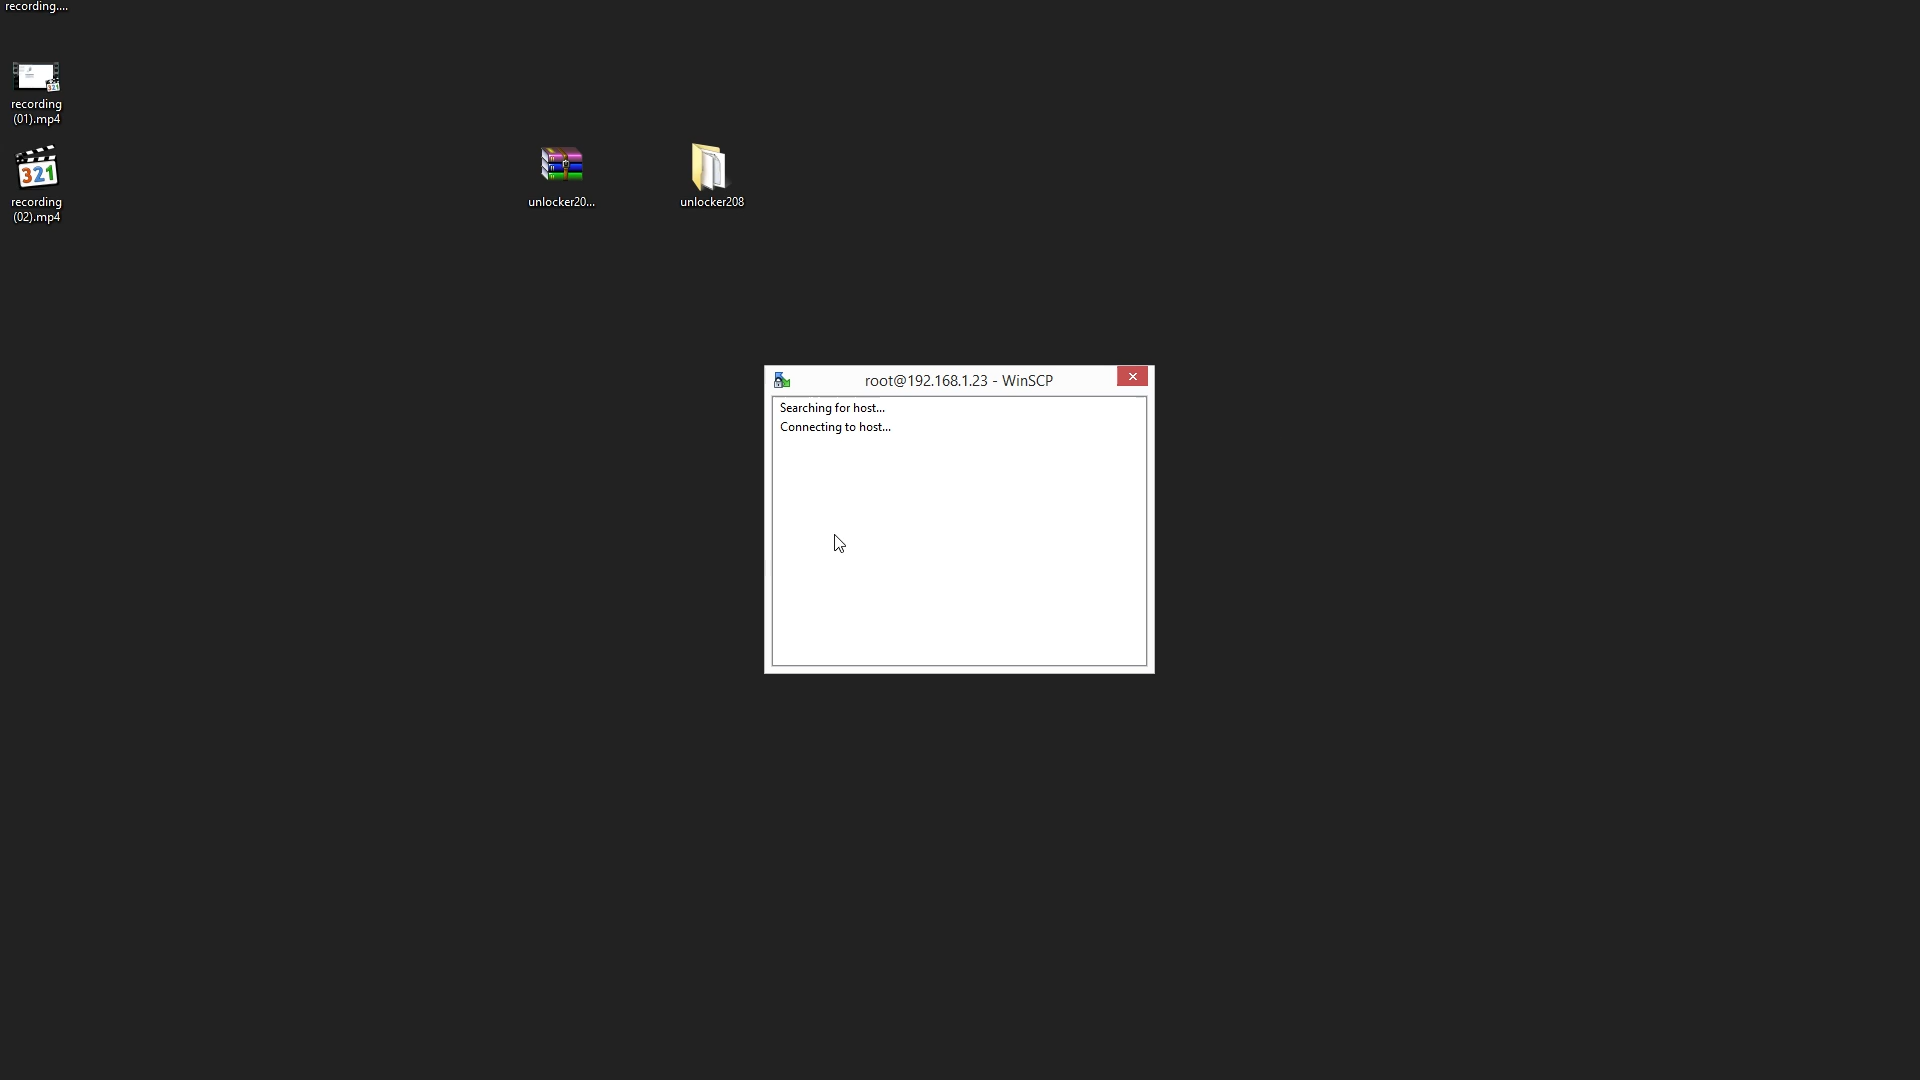 recording....
recording
(01).mp4
321
recording
(02).mp4
unlocker20...
unlocker208
root@192.168.1.23 - WinSCP
Searching for host...
Connecting to host...